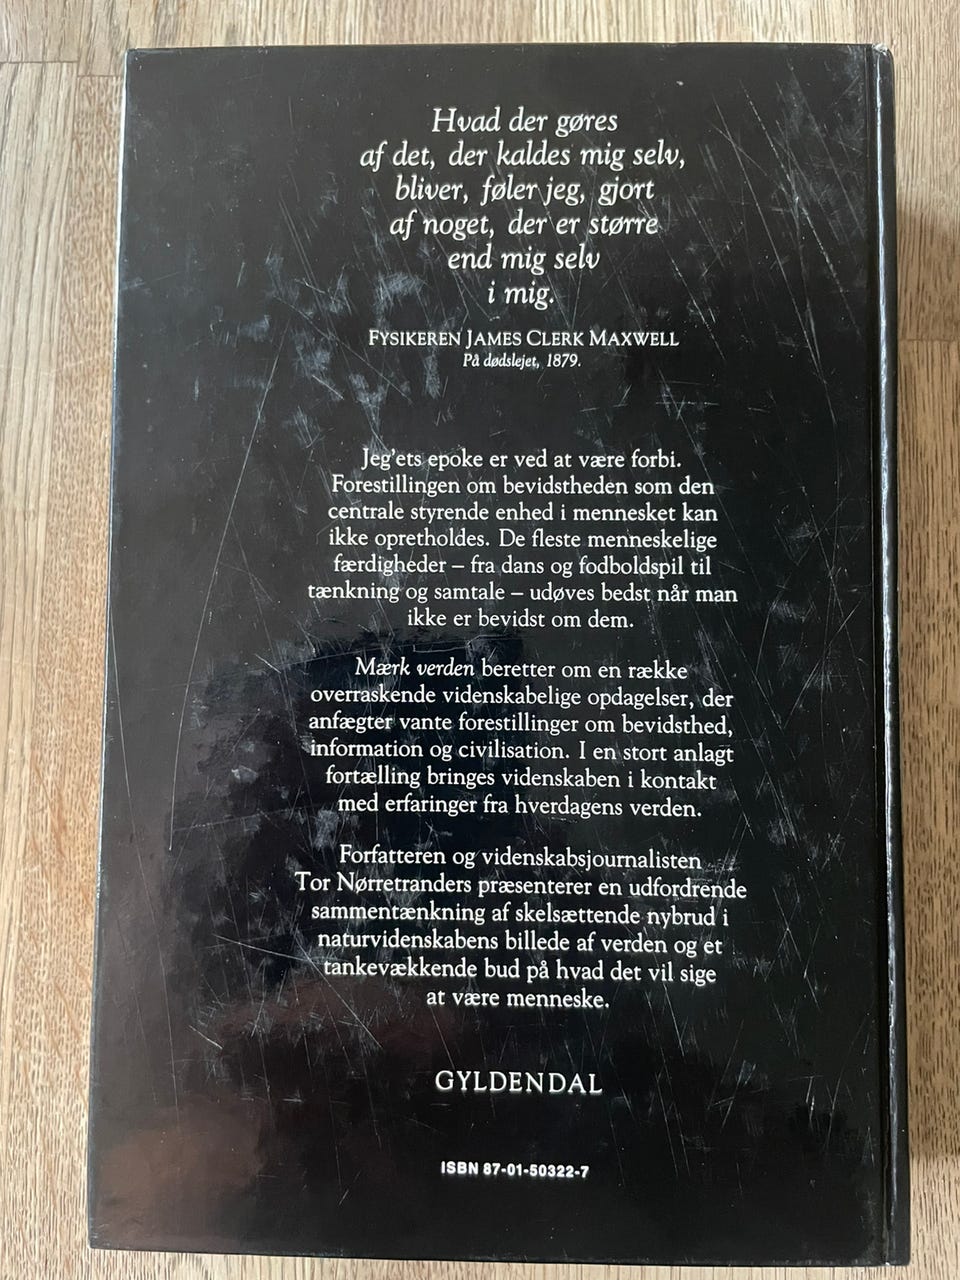 Hvad der gøres
af det, der kaldes mig selv,
bliver, føler jeg, gjort
af noget, der er større
end mig selv
i mig.
FYSIKEREN JAMES CLERK MAXWELL
På dødslejet, 1879.
Jeg'ets epoke er ved at være forbi.
Forestillingen om bevidstheden som den
centrale styrende enhed i mennesket kan
ikke opretholdes. De fleste menneskelige
færdigheder – fra dans og fodboldspil til
tænkning og samtale – udøves bedst når man
ikke er bevidst om dem.
Mærk verden beretter om en række
overraskende videnskabelige opdagelser, der
anfægter vante forestillinger om bevidsthed,
information og civilisation. I en stort anlagt
fortælling bringes videnskaben i kontakt
med erfaringer fra hverdagens verden.
Forfatteren og videnskabsjournalisten
Tor Nørretranders præsenterer en udfordrende
sammentænkning af skelsættende nybrud i
naturvidenskabens billede af verden og et
tankevækkende bud på hvad det vil sige
at være menneske.
GYLDENDAL
ISBN 87-01-50322-7